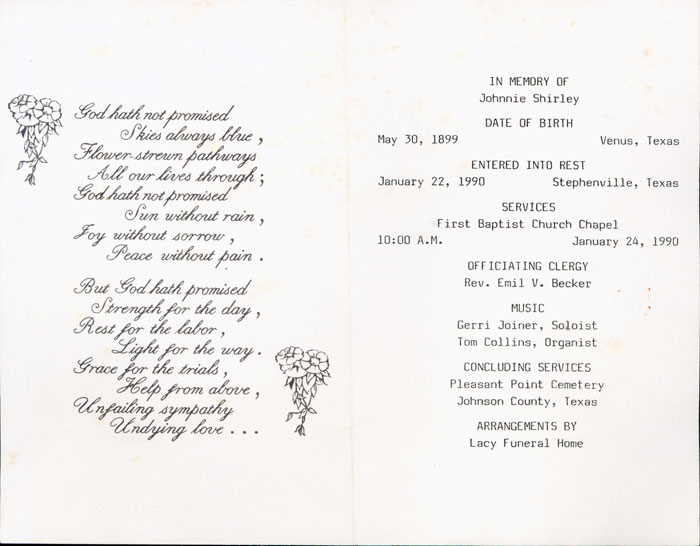 God hath not promised
Skies always blue,
Flower-strewn pathways
All our lives through;
God hath not promised
Sun without rain,
Joy without sorrow,
Peace without pain.
But God hath promised
Strength for the day,
Rest for the labor,
Light for the way.
Grace for the trials,
Help from above,
Unfailing sympathy
Undying love...
IN MEMORY OF
Johnnie Shirley
DATE OF BIRTH
May 30, 1899 Venus, Texas
ENTERED INTO REST
January 22, 1990 Stephenville, Texas
SERVICES
First Baptist Church Chapel
10:00 A.M. January 24, 1990
OFFICIATING CLERGY
Rev. Emil V. Becker
MUSIC
Gerri Joiner, Soloist
Tom Collins, Organist
CONCLUDING SERVICES
Pleasant Point Cemetery
Johnson County, Texas
ARRANGEMENTS BY
Lacy Funeral Home